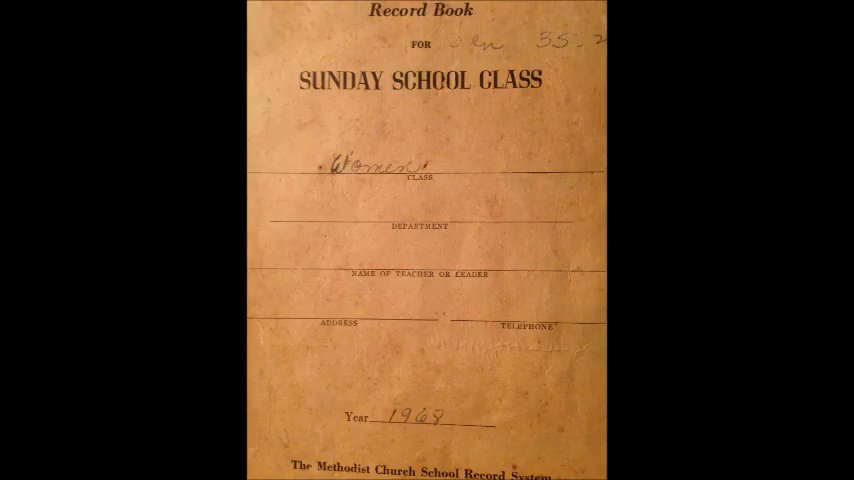 Record Book
FOR
SUNDAY SCHOOL CLASS
Women
CLASS
DEPARTMENT
NAME OF TEACHER OR LEADER
ADDRESS TELEPHONE
Year 1968
The Methodist Church School Record System